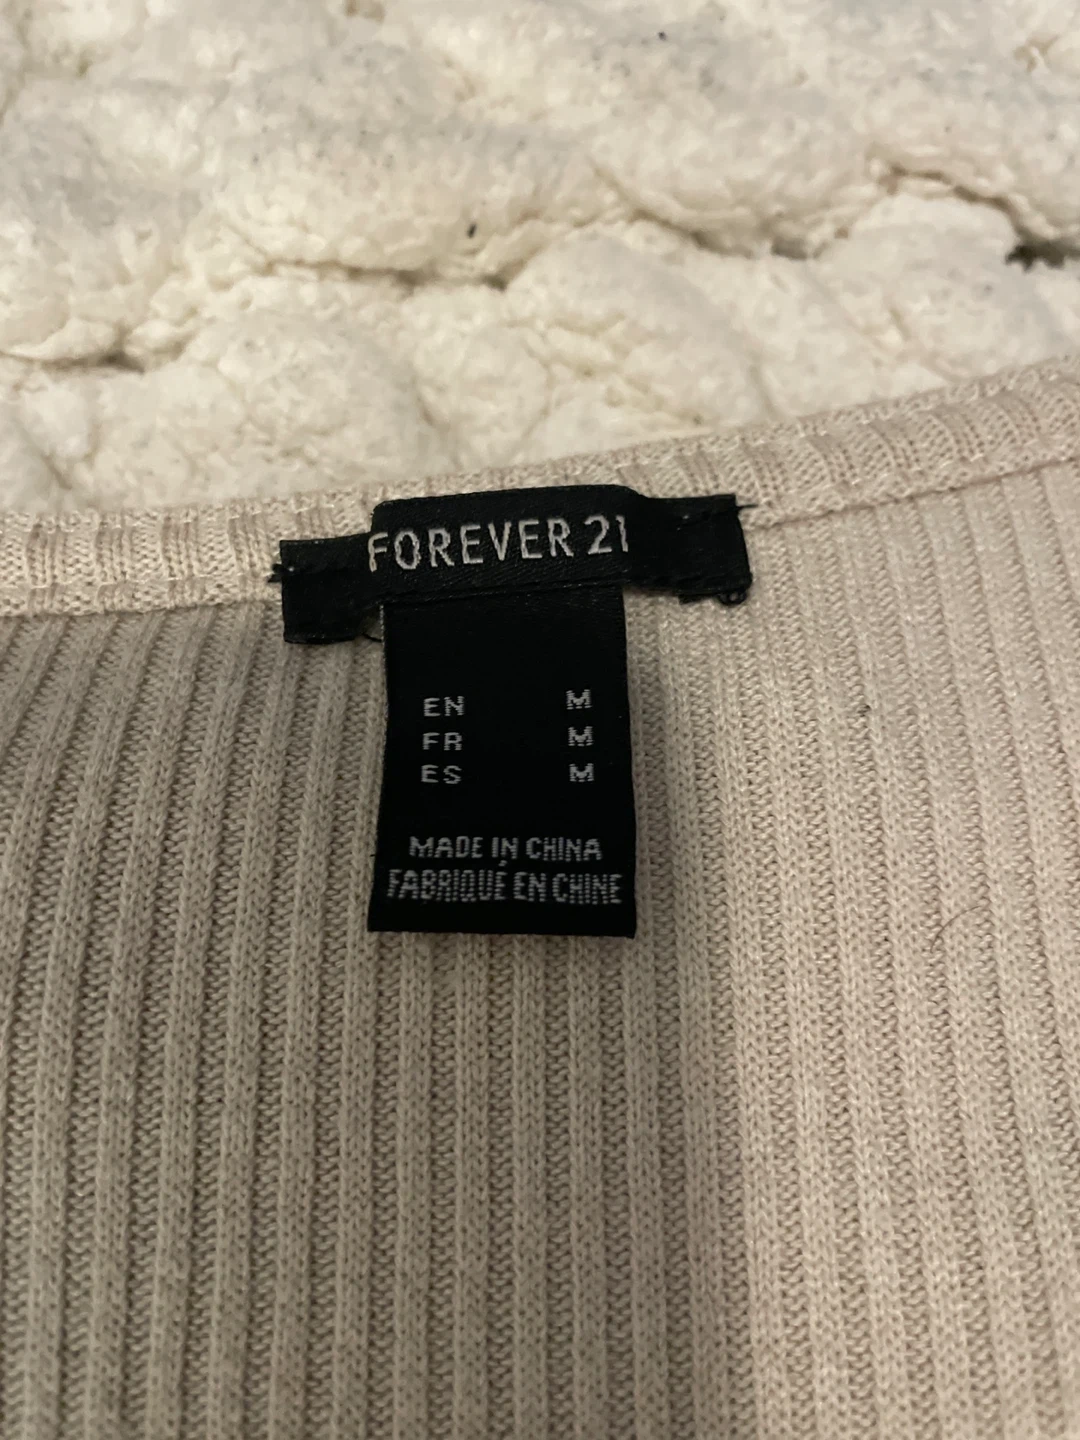 FOREVER 21
EN M
FR M
ES M
MADE IN CHINA
FABRIQUÉ EN CHINE